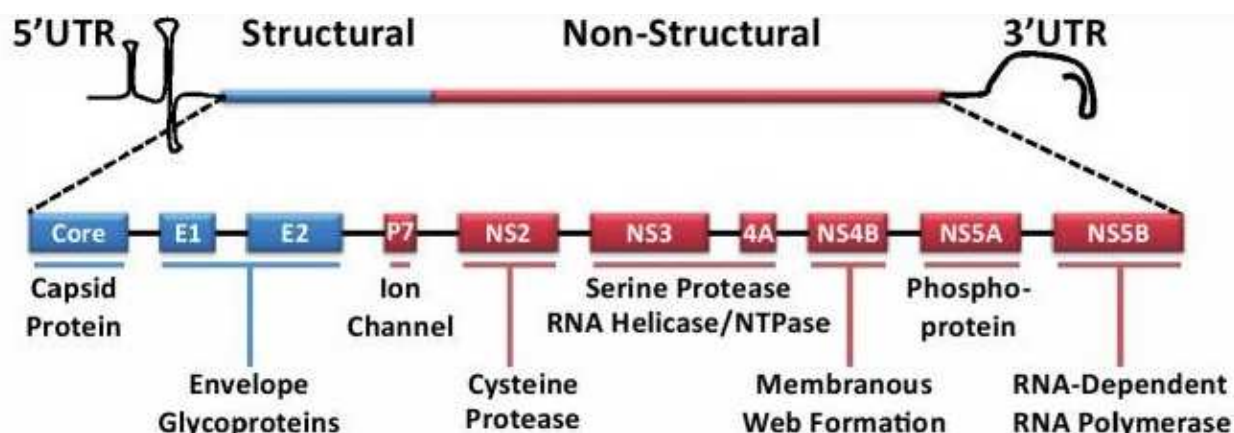 5'UTR Structural Non-Structural 3'UTR
Core E1 E2 P7 NS2 NS3 4A NS4B NS5A NS5B
Capsid
Protein
Ion
Channel
Serine Protease
RNA Helicase/NTPase
Phospho-
protein
Envelope
Glycoproteins
Cysteine
Protease
Membranous
Web Formation
RNA-Dependent
RNA Polymerase